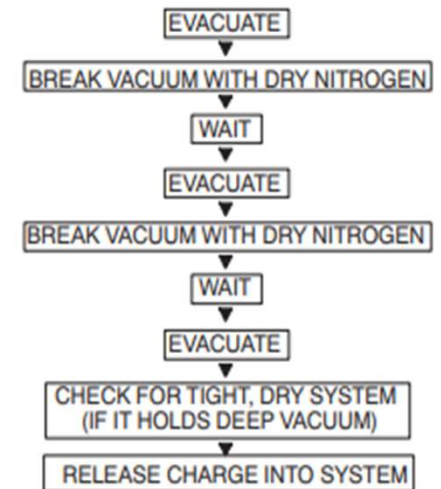 EVACUATE
BREAK VACUUM WITH DRY NITROGEN
WAIT
EVACUATE
BREAK VACUUM WITH DRY NITROGEN
WAIT
EVACUATE
CHECK FOR TIGHT, DRY SYSTEM
(IF IT HOLDS DEEP VACUUM)
RELEASE CHARGE INTO SYSTEM